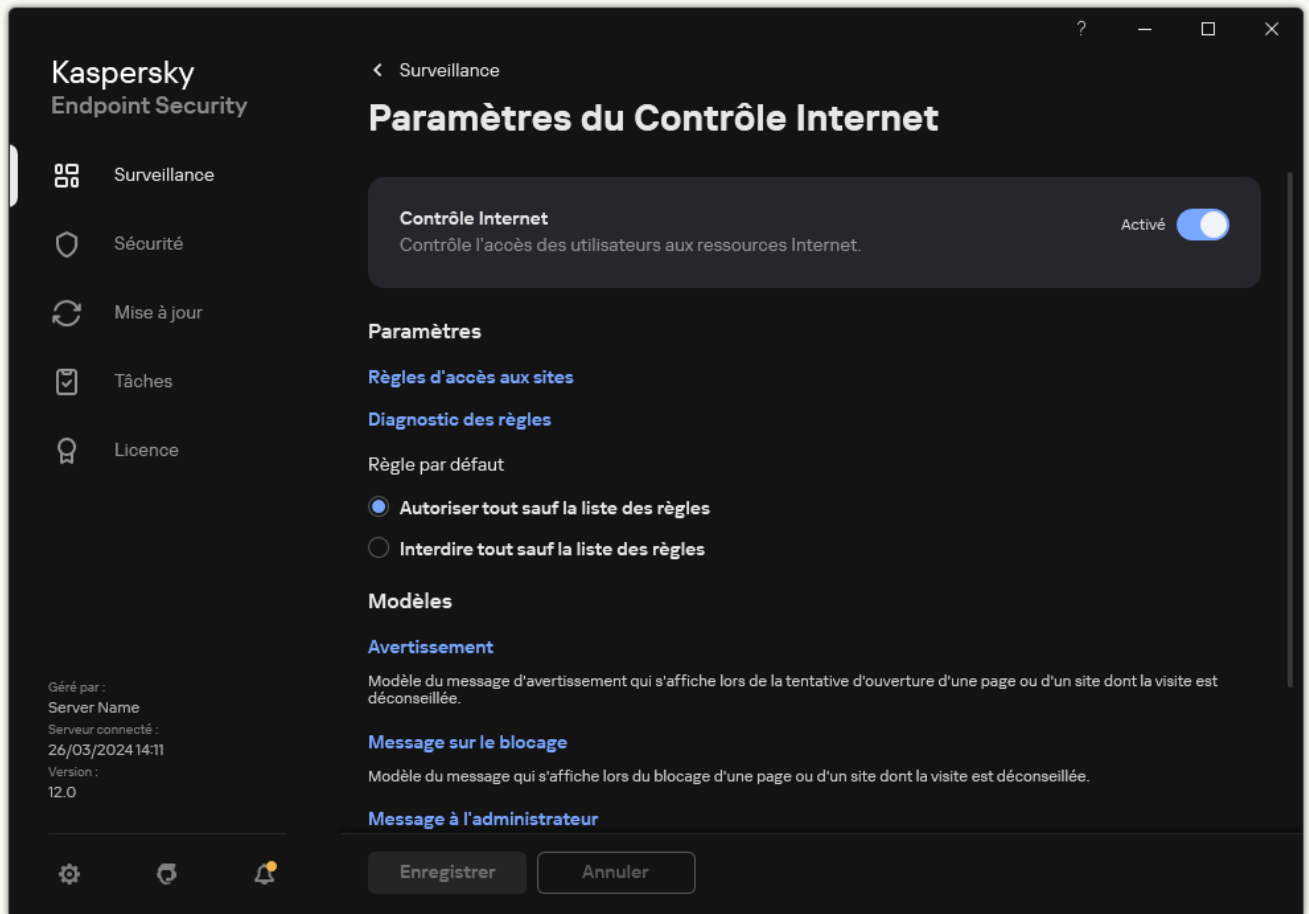 ?
Kaspersky
Endpoint Security
Surveillance
Sécurité
Mise à jour
Tâches
Licence
Géré par :
Server Name
Serveur connecté :
26/03/2024 14:11
Version :
12.0
Surveillance
Paramètres du Contrôle Internet
Contrôle Internet
Contrôle l'accès des utilisateurs aux ressources Internet.
Activé
Paramètres
Règles d'accès aux sites
Diagnostic des règles
Règle par défaut
Autoriser tout sauf la liste des règles
Interdire tout sauf la liste des règles
Modèles
Avertissement
Modèle du message d'avertissement qui s'affiche lors de la tentative d'ouverture d'une page ou d'un site dont la visite est
déconseillée.
Message sur le blocage
Modèle du message qui s'affiche lors du blocage d'une page ou d'un site dont la visite est déconseillée.
Message à l'administrateur
Enregistrer
Annuler